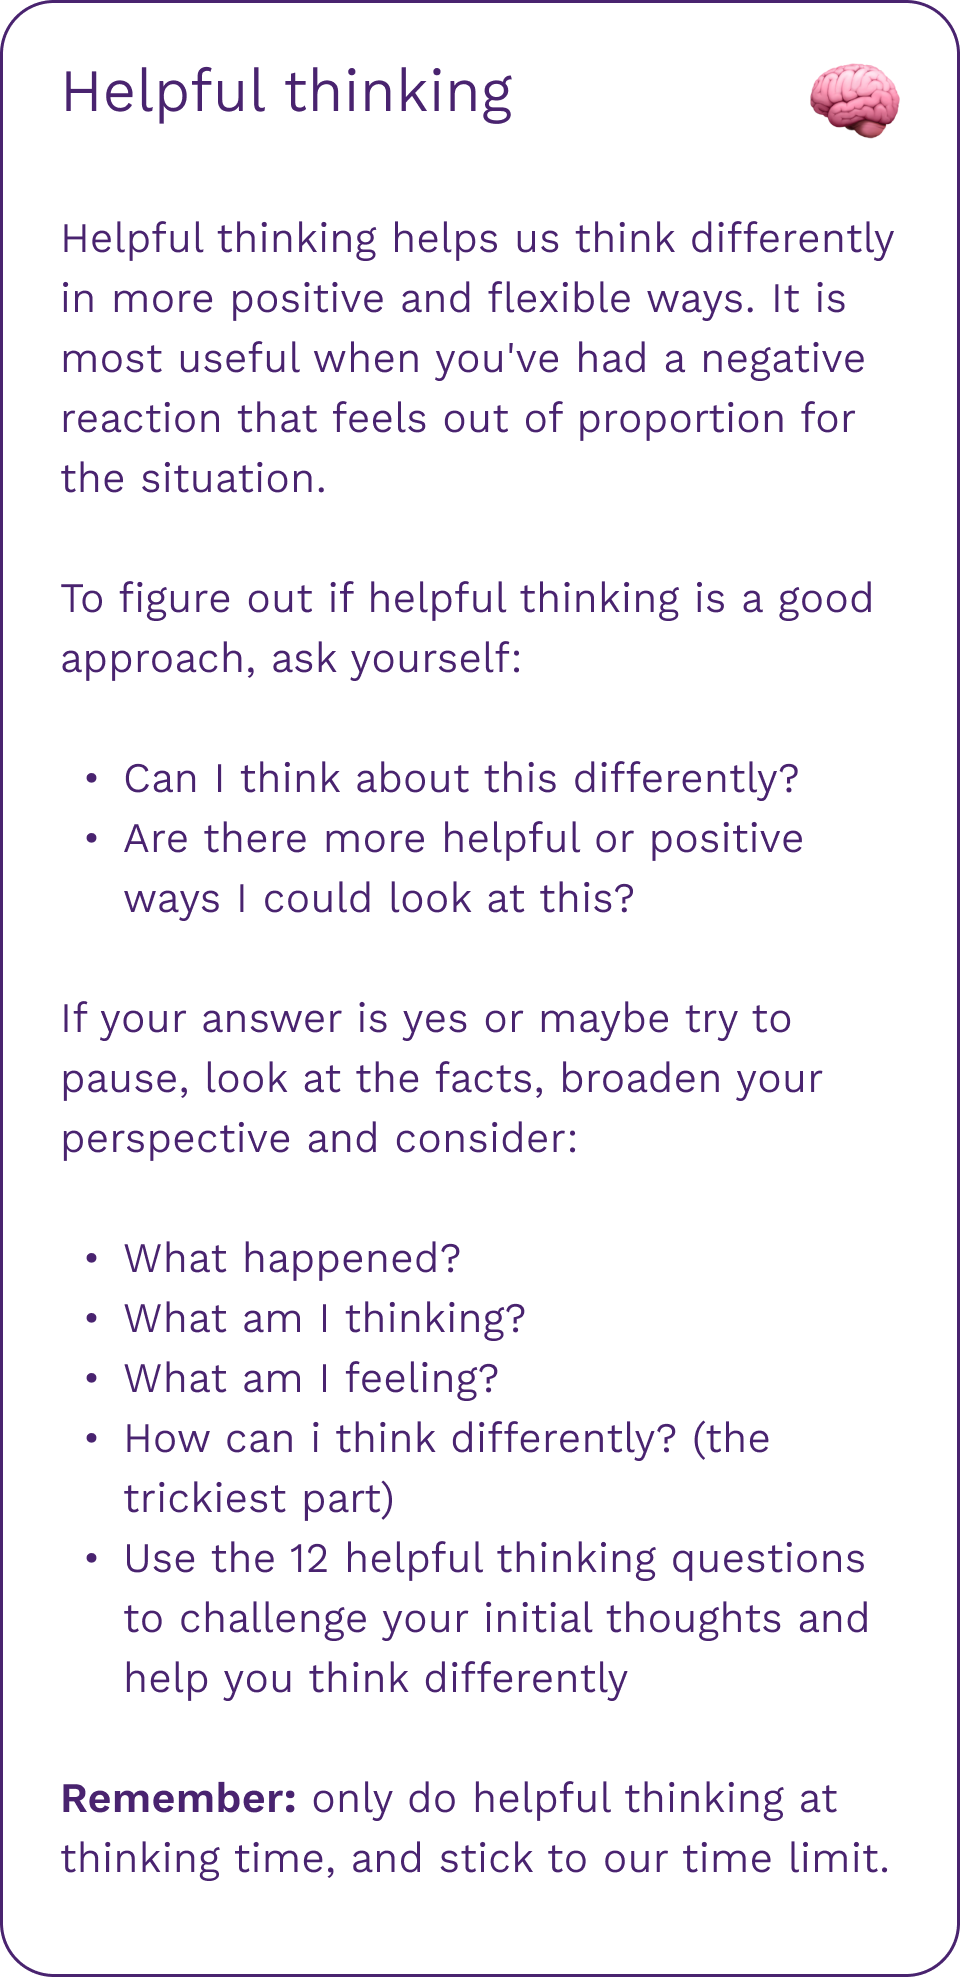 Helpful thinking
Helpful thinking helps us think differently
in more positive and flexible ways. It is
most useful when you've had a negative
reaction that feels out of proportion for
the situation.
To figure out if helpful thinking is a good
approach, ask yourself:
• Can I think about this differently?
• Are there more helpful or positive
ways I could look at this?
If your answer is yes or maybe try to
pause, look at the facts, broaden your
perspective and consider:
• What happened?
• What am I thinking?
• What am I feeling?
• How can i think differently? (the
trickiest part)
• Use the 12 helpful thinking questions
to challenge your initial thoughts and
help you think differently
Remember: only do helpful thinking at
thinking time, and stick to our time limit.